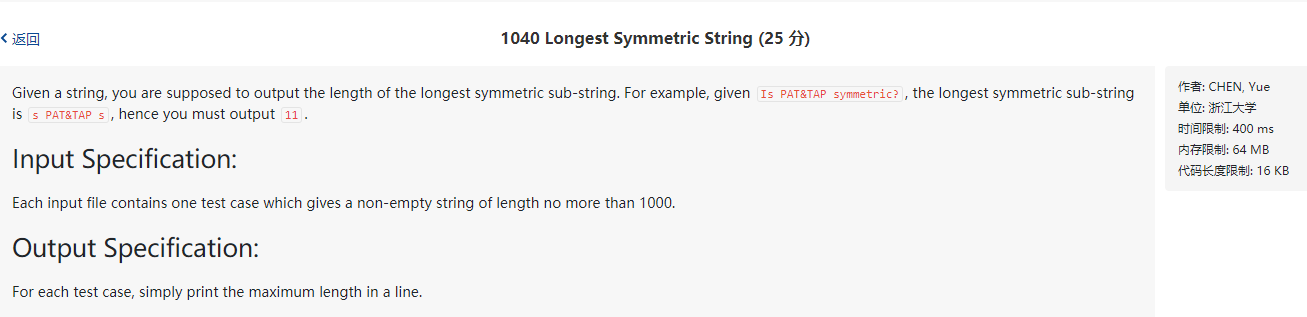 返回
1040 Longest Symmetric String (25 分)
Given a string, you are supposed to output the length of the longest symmetric sub-string. For example, given Is PAT&TAP symmetric?, the longest symmetric sub-string
is s PAT&TAP s, hence you must output 11.
Input Specification:
Each input file contains one test case which gives a non-empty string of length no more than 1000.
Output Specification:
For each test case, simply print the maximum length in a line.
作者: CHEN, Yue
单位: 浙江大学
时间限制: 400 ms
内存限制: 64 MB
代码长度限制: 16 KB